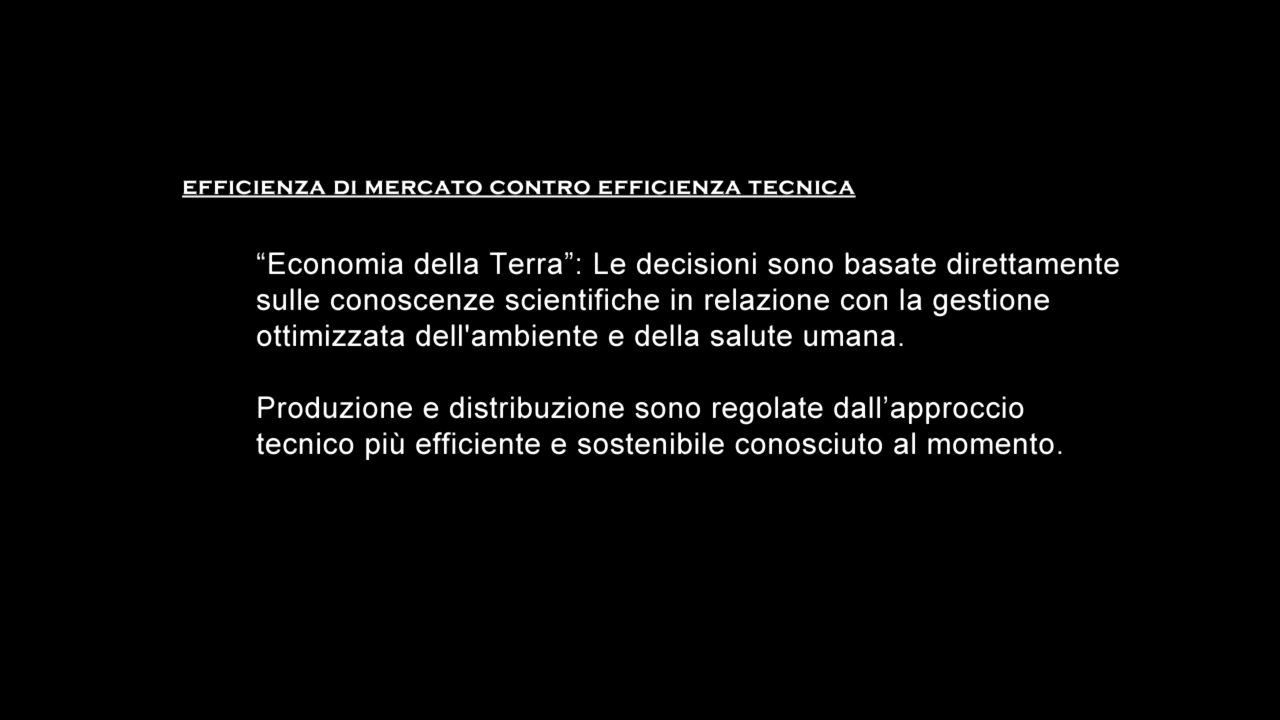 EFFICIENZA DI MERCATO CONTRO EFFICIENZA TECNICA
“Economia della Terra”: Le decisioni sono basate direttamente
sulle conoscenze scientifiche in relazione con la gestione
ottimizzata dell'ambiente e della salute umana.
Produzione e distribuzione sono regolate dall’approccio
tecnico più efficiente e sostenibile conosciuto al momento.